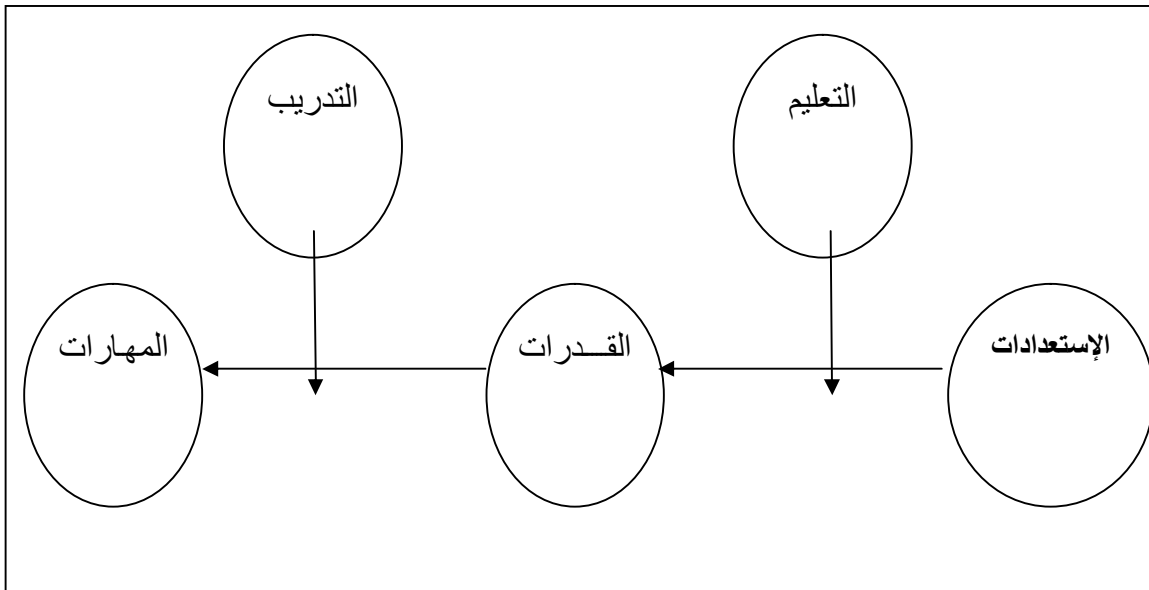 التعليم
التدريب
الإستعدادات
القــدرات
المهارات